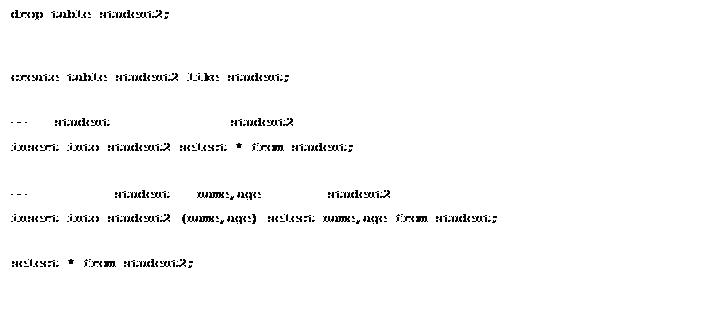 drop table student2;
create table student2 like student;
-- student student2
insert into student2 select * from student;
-- student name,age student2
insert into student2 (name,age) select name,age from student;
select * from student2;